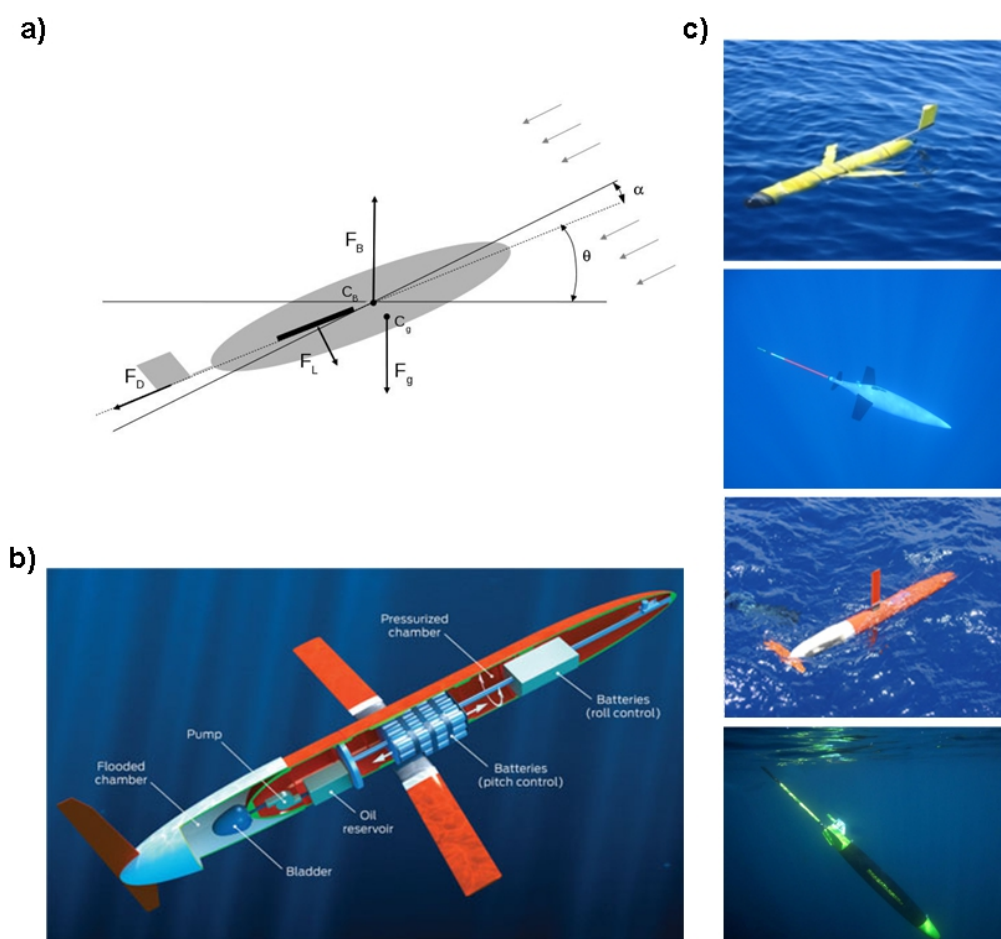 a)
c)
α
F_B
θ
C_B
C_g
F_L
F_D
F_g
b)
Pressurized
chamber
Batteries
(roll control)
Pump
Flooded
chamber
Batteries
(pitch control)
Oil
reservoir
Bladder